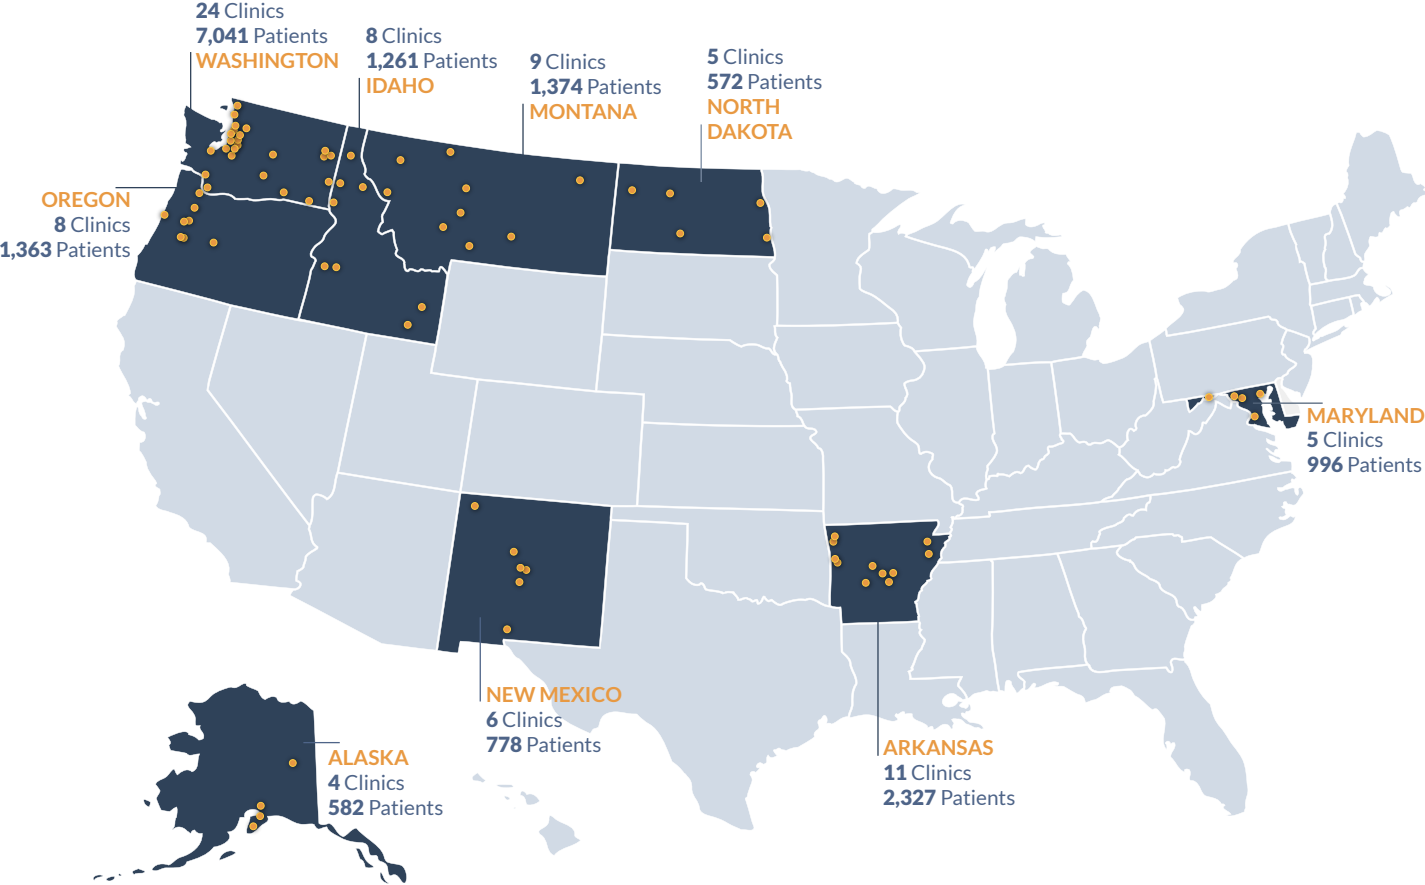 24 Clinics
7,041 Patients
WASHINGTON
8 Clinics
1,261 Patients
IDAHO
9 Clinics
1,374 Patients
MONTANA
5 Clinics
572 Patients
NORTH
DAKOTA
OREGON
8 Clinics
1,363 Patients
MARYLAND
5 Clinics
996 Patients
NEW MEXICO
6 Clinics
778 Patients
ARKANSAS
11 Clinics
2,327 Patients
ALASKA
4 Clinics
582 Patients